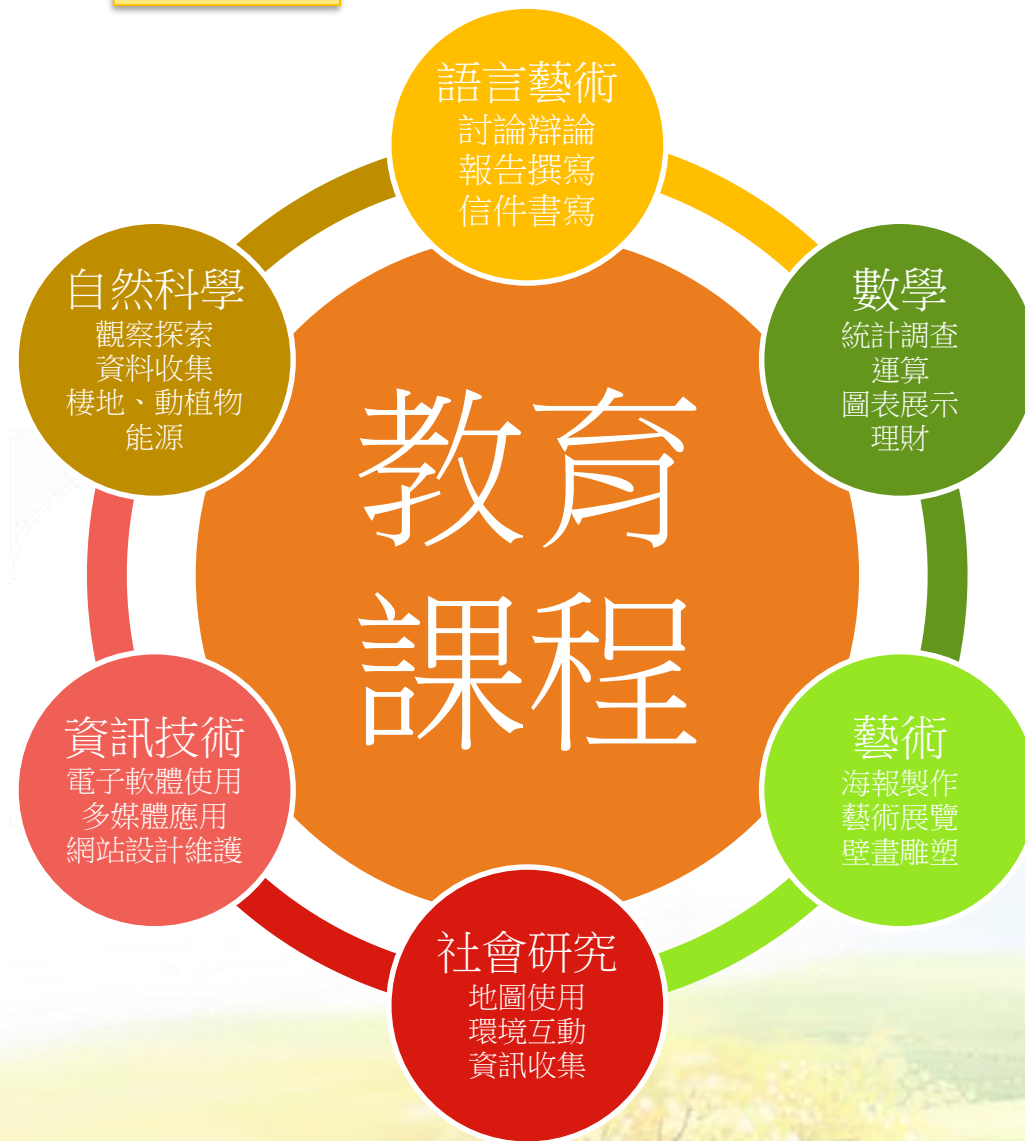 語言藝術
討論辯論
報告撰寫
信件書寫
數學
統計調查
運算
圖表展示
理財
藝術
海報製作
藝術展覽
壁畫雕塑
社會研究
地圖使用
環境互動
資訊收集
資訊技術
電子軟體使用
多媒體應用
網站設計維護
自然科學
觀察探索
資料收集
棲地、動植物
能源
教育
課程